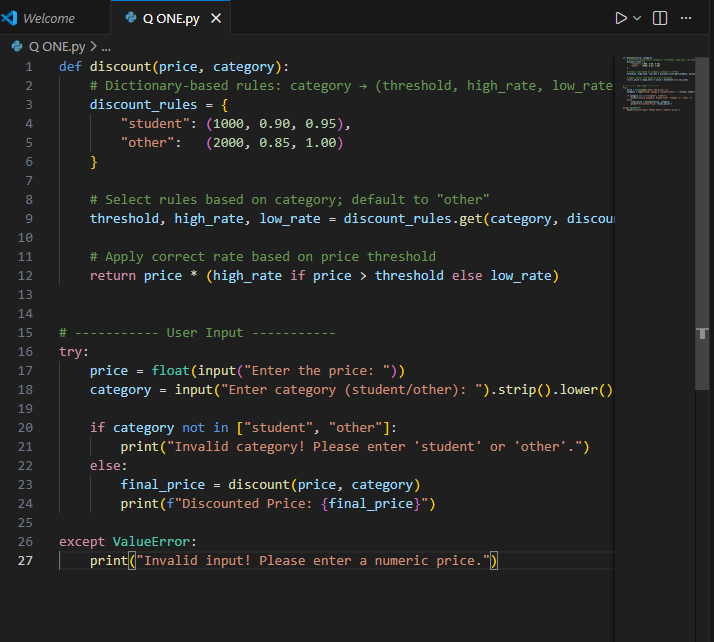 Welcome
Q ONE.py
Q ONE.py > ...
1 def discount(price, category):
2     # Dictionary-based rules: category → (threshold, high_rate, low_rate
3     discount_rules = {
4         "student": (1000, 0.90, 0.95),
5         "other":   (2000, 0.85, 1.00)
6     }
7
8     # Select rules based on category; default to "other"
9     threshold, high_rate, low_rate = discount_rules.get(category, discou
10
11     # Apply correct rate based on price threshold
12     return price * (high_rate if price > threshold else low_rate)
13
14
15 # ----------- User Input -----------
16 try:
17     price = float(input("Enter the price: "))
18     category = input("Enter category (student/other): ").strip().lower()
19
20     if category not in ["student", "other"]:
21         print("Invalid category! Please enter 'student' or 'other'.")
22     else:
23         final_price = discount(price, category)
24         print(f"Discounted Price: {final_price}")
25
26 except ValueError:
27     print("Invalid input! Please enter a numeric price.")